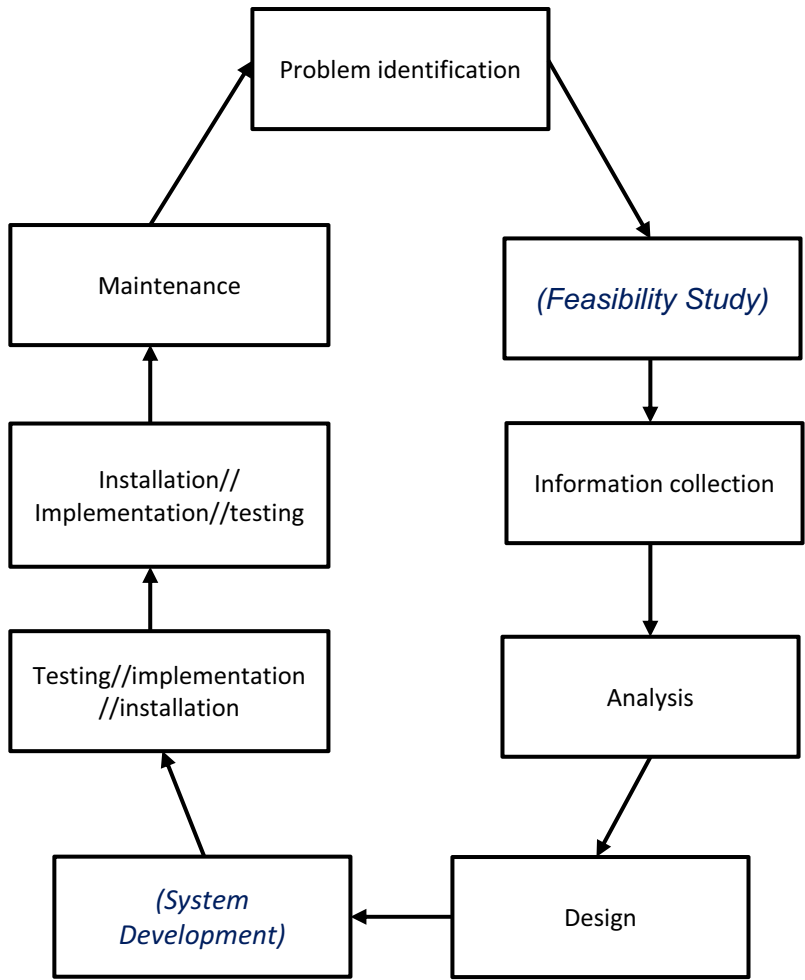 Problem identification
(Feasibility Study)
Information collection
Analysis
Design
(System
Development)
Testing//implementation
//installation
Installation//
Implementation//testing
Maintenance